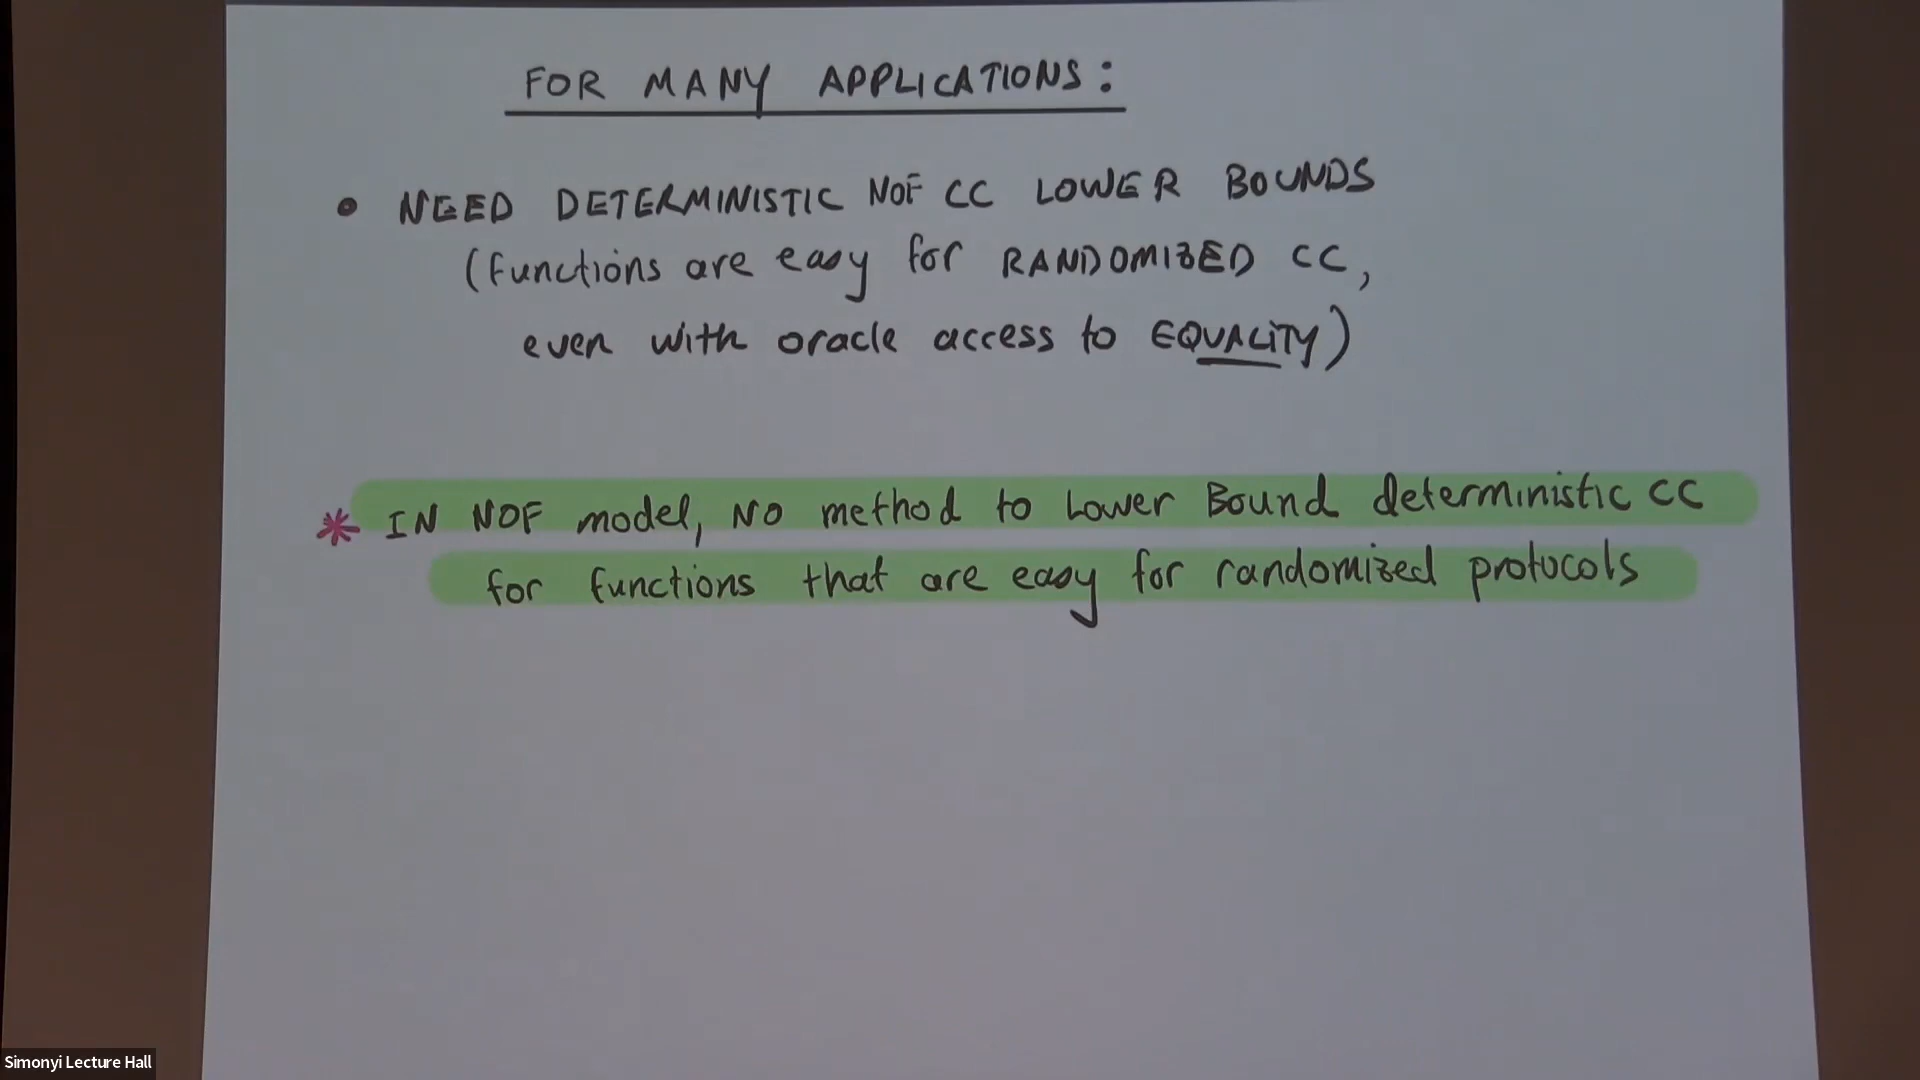 FOR MANY APPLICATIONS:
• NEED DETERMINISTIC NOF CC LOWER BOUNDS
(functions are easy for RANDOMIZED CC,
even with oracle access to EQUALITY)
* IN NOF model, NO method to Lower Bound deterministic CC
for functions that are easy for randomized protocols
Simonyi Lecture Hall